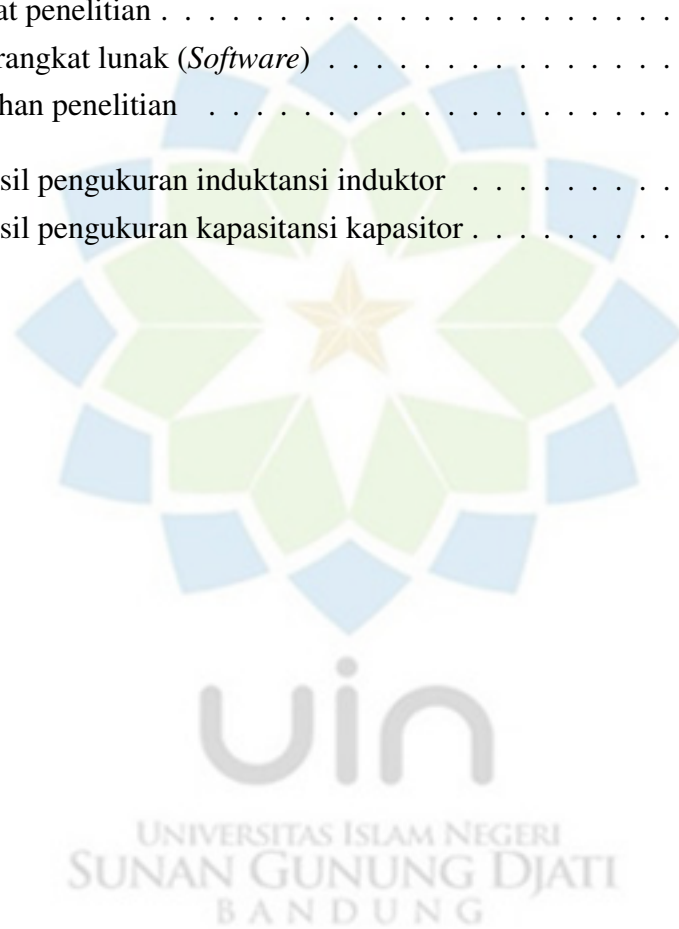 at penelitian . . . . . . . . . . . . . . . . . . . . . .
rangkat lunak (Software) . . . . . . . . . . . . . . .
han penelitian . . . . . . . . . . . . . . . . . . . .
sil pengukuran induktansi induktor . . . . . . . . .
sil pengukuran kapasitansi kapasitor . . . . . . . . .
uin
UNIVERSITAS ISLAM NEGERI
SUNAN GUNUNG DJATI
BANDUNG